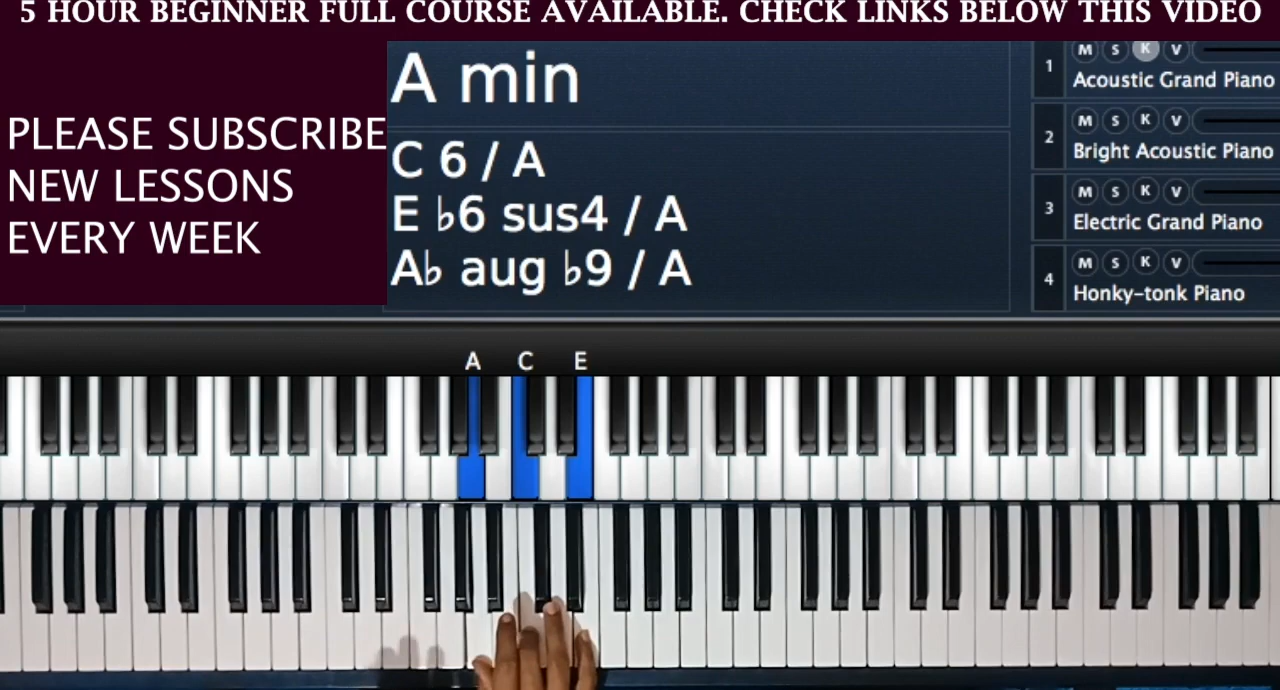 5 HOUR BEGINNER FULL COURSE AVAILABLE. CHECK LINKS BELOW THIS VIDEO
PLEASE SUBSCRIBE
NEW LESSONS
EVERY WEEK
A min
C 6 / A
E ♭6 sus4 / A
A♭ aug ♭9 / A
1 M S K V
Acoustic Grand Piano
2 M S K V
Bright Acoustic Piano
3 M S K V
Electric Grand Piano
4 M S K V
Honky-tonk Piano
A C E